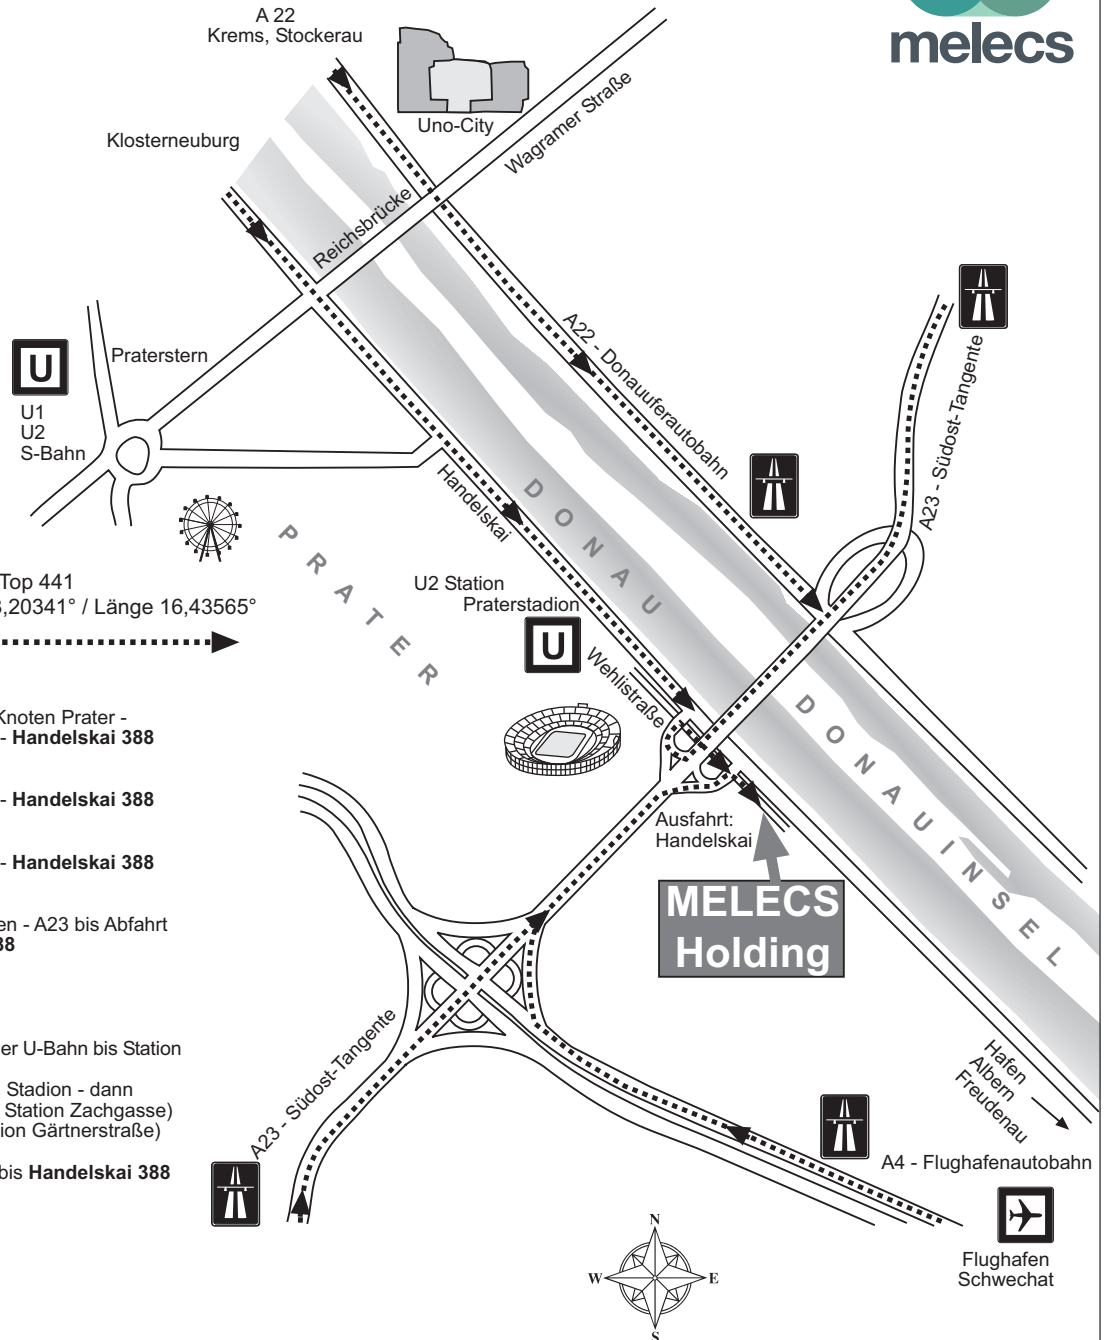 A 22
Krems, Stockerau
melecs
Uno-City
Wagramer Straße
Klosterneuburg
Reichsbrücke
A22 - Donauuferautobahn
A23 - Südost-Tangente
Praterstern
U
U1
U2
S-Bahn
Handelskai
DONAU
PRATER
Top 441
,20341° / Länge 16,43565°
U2 Station
Praterstadion
U
Wehlistraße
DONAUINSEL
Knoten Prater -
- Handelskai 388
- Handelskai 388
- Handelskai 388
Ausfahrt:
Handelskai
MELECS
Holding
en - A23 bis Abfahrt
88
er U-Bahn bis Station
Stadion - dann
Station Zachgasse)
ion Gärtnerstraße)
bis Handelskai 388
A23 - Südost-Tangente
Hafen
Albern
Freudenau
A4 - Flughafenautobahn
Flughafen
Schwechat
N
W
E
S